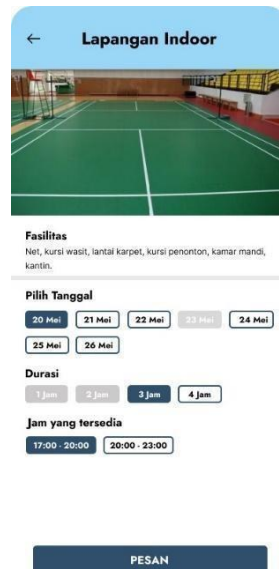 Lapangan Indoor
Fasilitas
Net, kursi wasit, lantai karpet, kursi penonton, kamar mandi,
kantin.
Pilih Tanggal
20 Mei 21 Mei 22 Mei 23 Mei 24 Mei
25 Mei 26 Mei
Durasi
1 Jam 2 Jam 3 Jam 4 Jam
Jam yang tersedia
17:00 - 20:00 20:00 - 23:00
PESAN